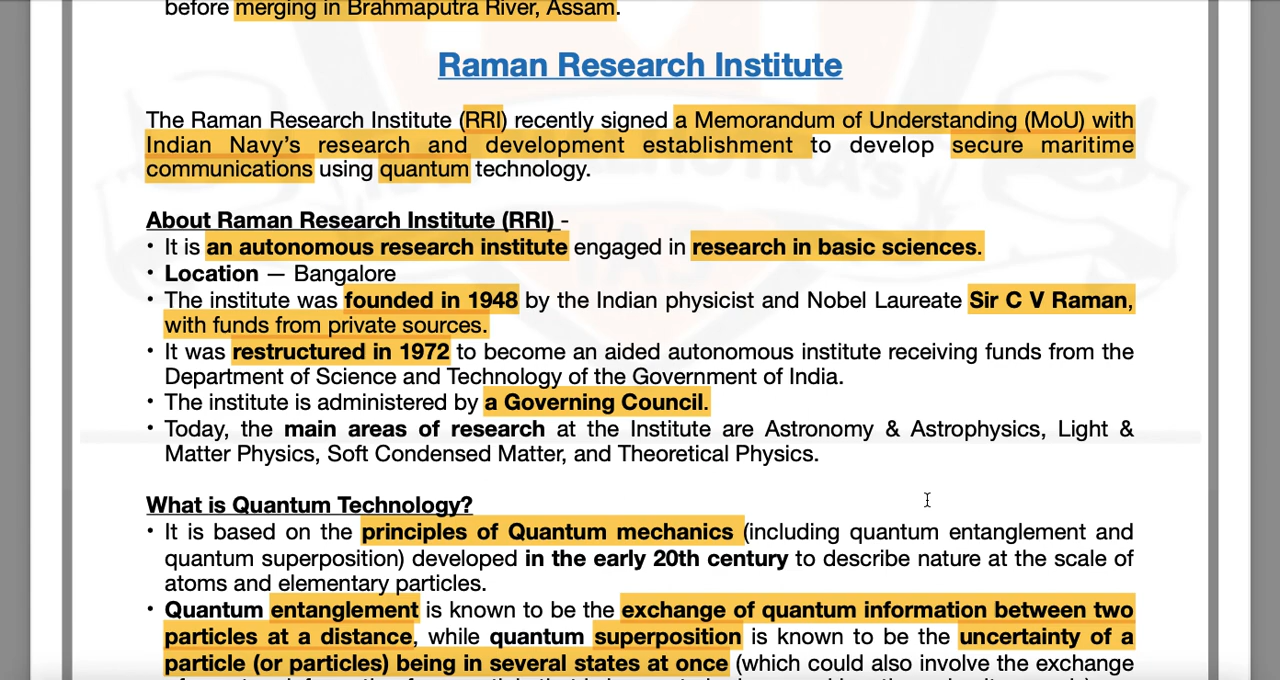 before merging in Brahmaputra River, Assam.
Raman Research Institute
The Raman Research Institute (RRI) recently signed a Memorandum of Understanding (MoU) with
Indian Navy's research and development establishment to develop secure maritime
communications using quantum technology.
About Raman Research Institute (RRI) -
• It is an autonomous research institute engaged in research in basic sciences.
• Location — Bangalore
• The institute was founded in 1948 by the Indian physicist and Nobel Laureate Sir C V Raman,
with funds from private sources.
• It was restructured in 1972 to become an aided autonomous institute receiving funds from the
Department of Science and Technology of the Government of India.
• The institute is administered by a Governing Council.
• Today, the main areas of research at the Institute are Astronomy & Astrophysics, Light &
Matter Physics, Soft Condensed Matter, and Theoretical Physics.
What is Quantum Technology?
• It is based on the principles of Quantum mechanics (including quantum entanglement and
quantum superposition) developed in the early 20th century to describe nature at the scale of
atoms and elementary particles.
• Quantum entanglement is known to be the exchange of quantum information between two
particles at a distance, while quantum superposition is known to be the uncertainty of a
particle (or particles) being in several states at once (which could also involve the exchange